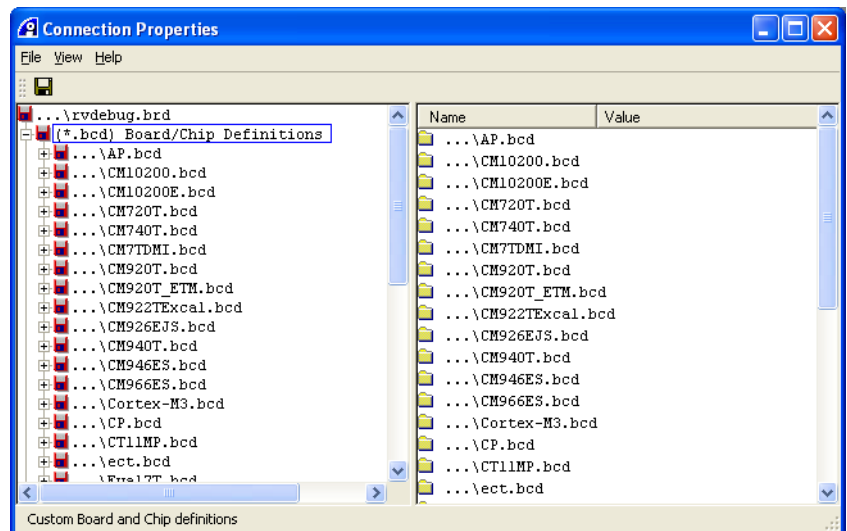 Connection Properties
File View Help
...\rvdebug.brd
(*.bcd) Board/Chip Definitions
...\AP.bcd
...\CM10200.bcd
...\CM10200E.bcd
...\CM720T.bcd
...\CM740T.bcd
...\CM7TDMI.bcd
...\CM920T.bcd
...\CM920T_ETM.bcd
...\CM922TExcal.bcd
...\CM926EJS.bcd
...\CM940T.bcd
...\CM946ES.bcd
...\CM966ES.bcd
...\Cortex-M3.bcd
...\CP.bcd
...\CT11MP.bcd
...\ect.bcd
Name Value
...\AP.bcd
...\CM10200.bcd
...\CM10200E.bcd
...\CM720T.bcd
...\CM740T.bcd
...\CM7TDMI.bcd
...\CM920T.bcd
...\CM920T_ETM.bcd
...\CM922TExcal.bcd
...\CM926EJS.bcd
...\CM940T.bcd
...\CM946ES.bcd
...\CM966ES.bcd
...\Cortex-M3.bcd
...\CP.bcd
...\CT11MP.bcd
...\ect.bcd
Custom Board and Chip definitions